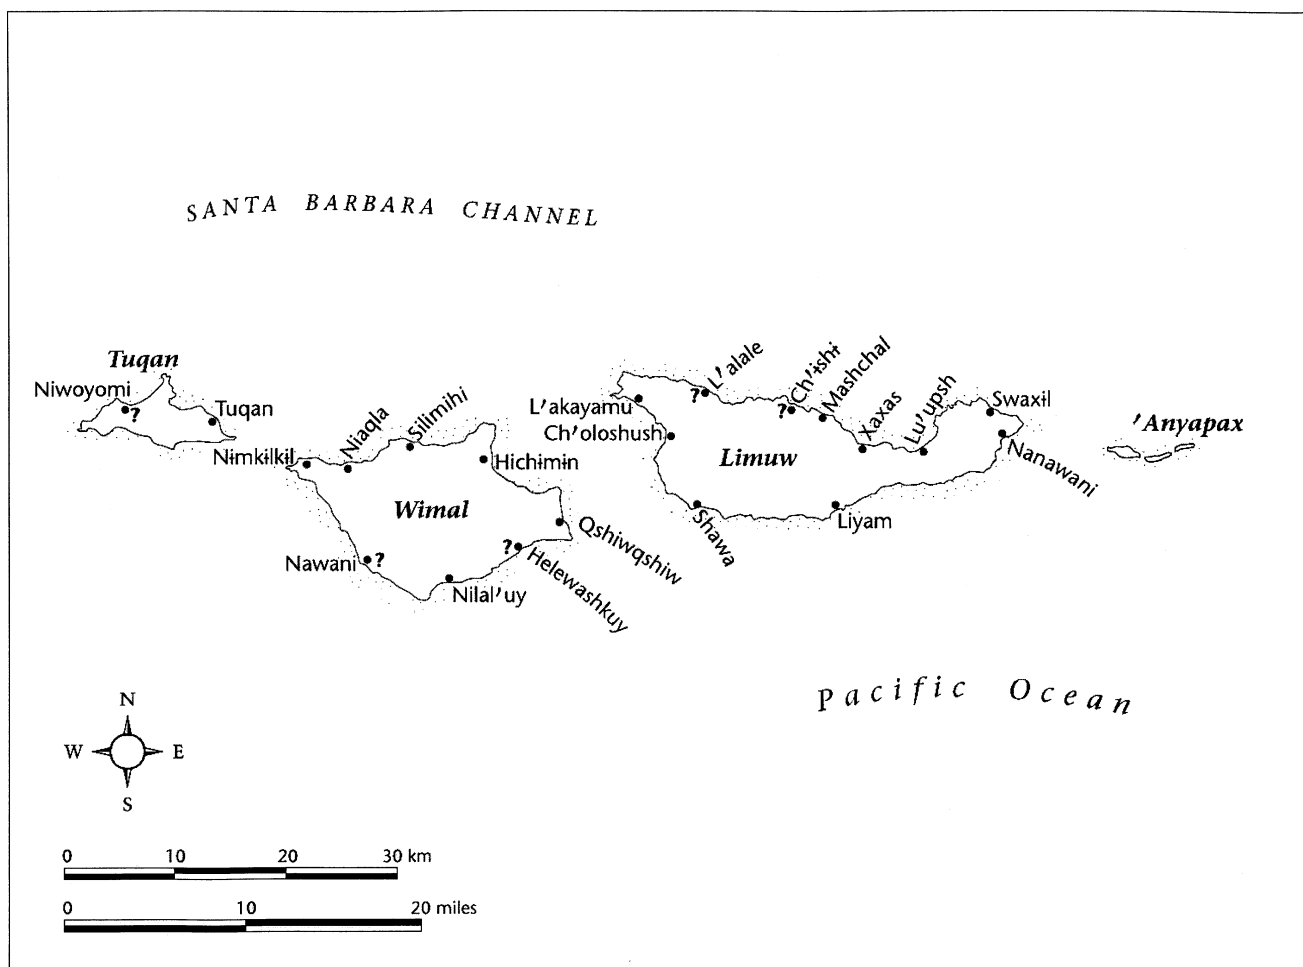 SANTA BARBARA CHANNEL
Tuqan
Niwoyomi
?
Tuqan
Nimkɨlkɨl
Niaqla
Silimihi
Hichɨmɨn
Wimal
Qshiwqshiw
Nawani
?
Nilal'uy
?
Helewashkuy
L'alale
?
Ch'ɨshɨ
?
Mashchal
Xaxas
Lu'upsh
Swaxɨl
L'akayamu
Ch'oloshush
Limuw
Nanawani
Shawa
Liyam
'Anyapax
Pacific Ocean
N
W E
S
0 10 20 30 km
0 10 20 miles